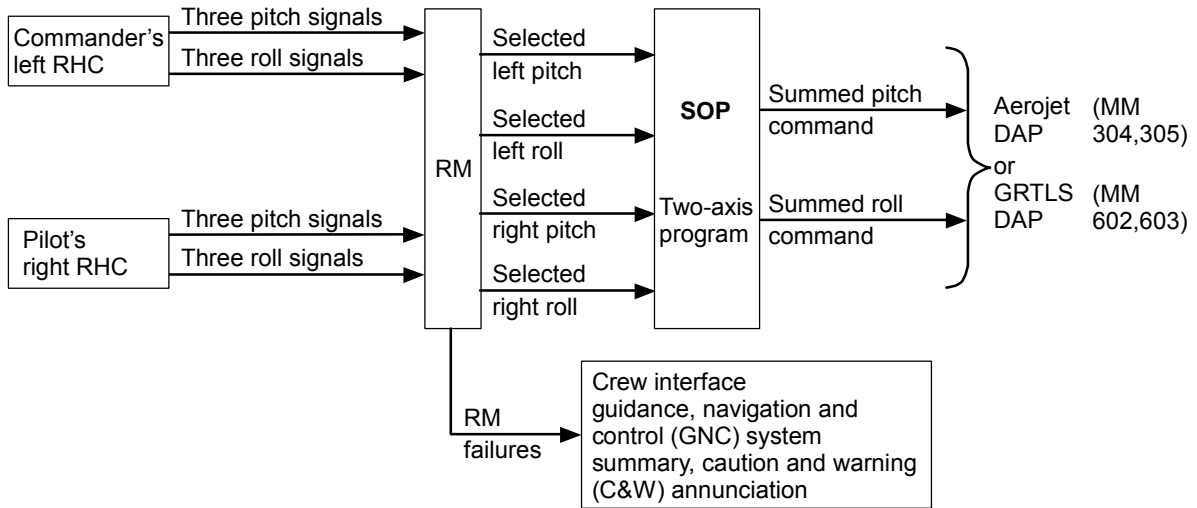 Commander's
left RHC
Three pitch signals
Three roll signals
Pilot's
right RHC
Three pitch signals
Three roll signals
RM
Selected
left pitch
Selected
left roll
Selected
right pitch
Selected
right roll
SOP
Two-axis
program
Summed pitch
command
Summed roll
command
Aerojet (MM
DAP 304,305)
or
GRTLS (MM
DAP 602,603)
RM
failures
Crew interface
guidance, navigation and
control (GNC) system
summary, caution and warning
(C&W) annunciation